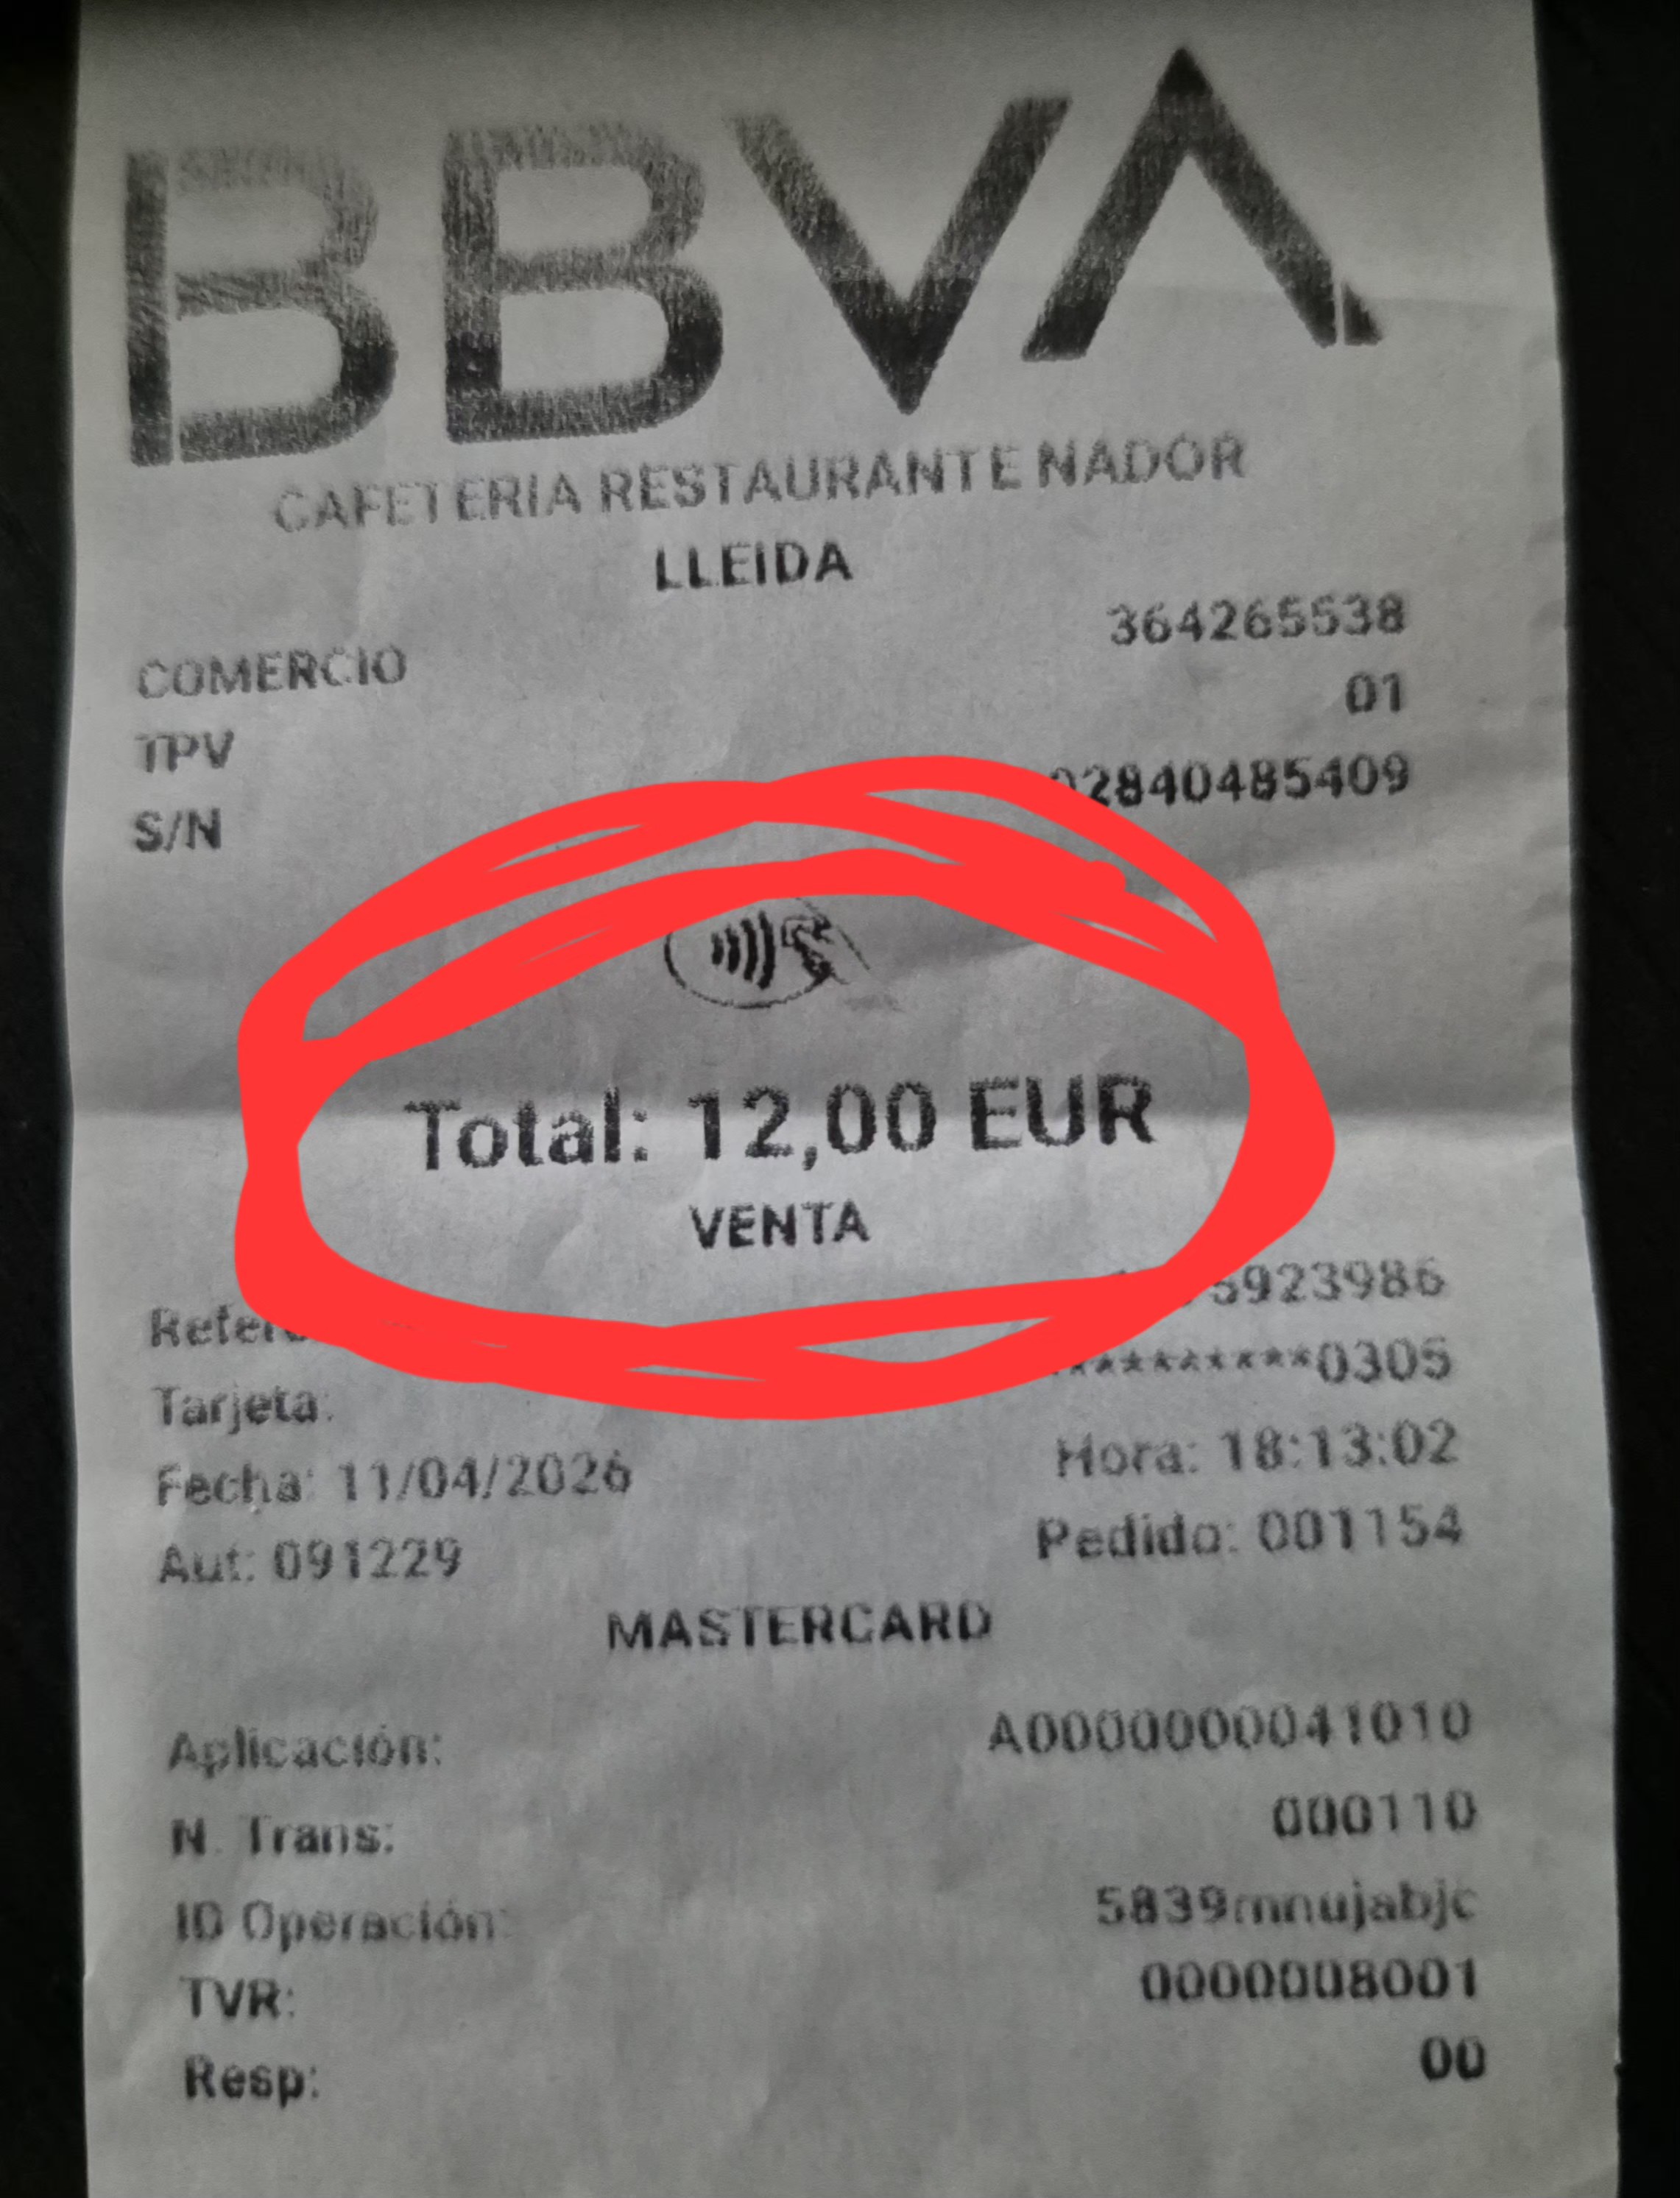 BBVA
CAFETERIA RESTAURANTE NADOR
LLEIDA
COMERCIO 364265538
TPV 01
S/N 2840485409
Total: 12,00 EUR
VENTA
5923986
Tarjeta: **********0305
Fecha: 11/04/2026 Hora: 18:13:02
Aut: 091229 Pedido: 001154
MASTERCARD
Aplicación: A0000000041010
N. Trans: 000110
ID Operación: 5839mnujabjc
TVR: 0000008001
Resp: 00